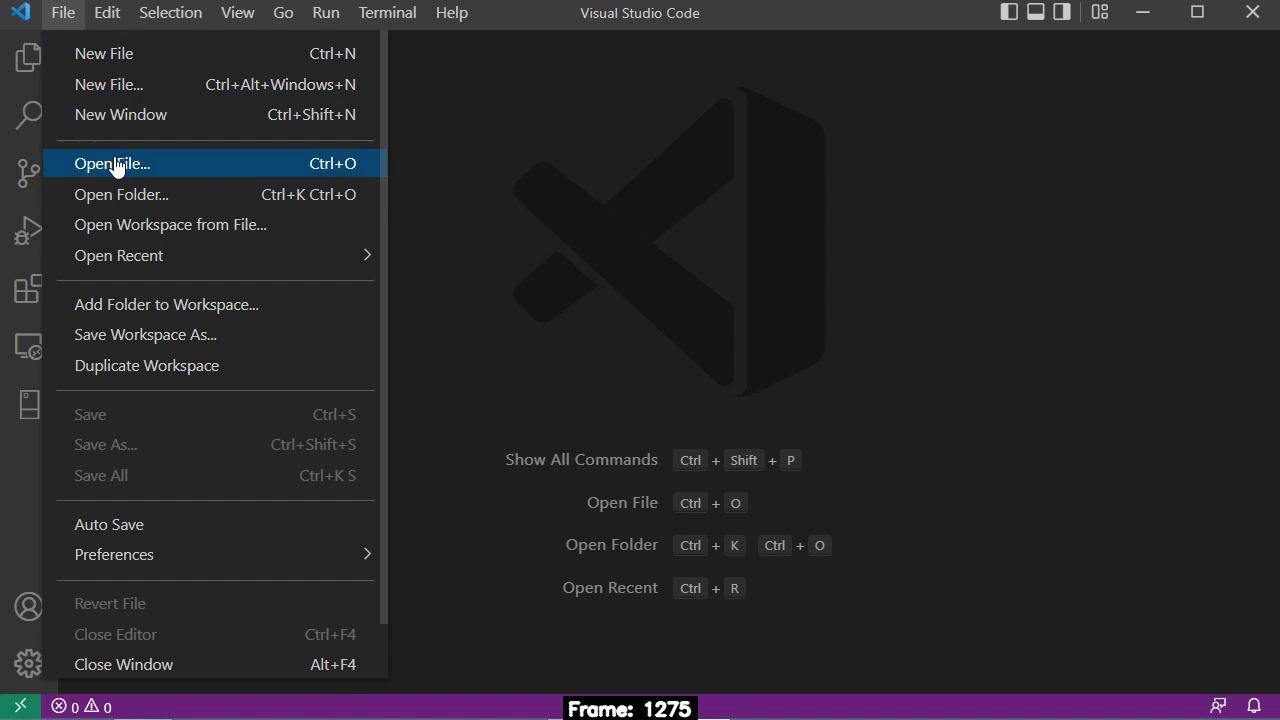 File Edit Selection View Go Run Terminal Help Visual Studio Code
New File Ctrl+N
New File... Ctrl+Alt+Windows+N
New Window Ctrl+Shift+N
Open File... Ctrl+O
Open Folder... Ctrl+K Ctrl+O
Open Workspace from File...
Open Recent
Add Folder to Workspace...
Save Workspace As...
Duplicate Workspace
Save Ctrl+S
Save As... Ctrl+Shift+S
Save All Ctrl+K S
Auto Save
Preferences
Revert File
Close Editor Ctrl+F4
Close Window Alt+F4
Show All Commands Ctrl + Shift + P
Open File Ctrl + O
Open Folder Ctrl + K Ctrl + O
Open Recent Ctrl + R
0 0
Frame: 1275